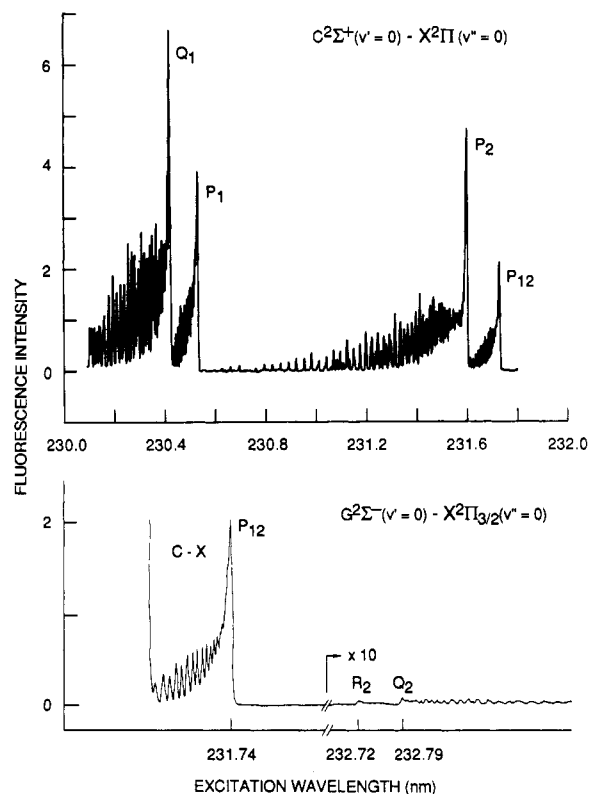 C²Σ⁺(v' = 0) - X²Π (v" = 0)
6
4
2
0
Q₁
P₁
P₂
P₁₂
230.0 230.4 230.8 231.2 231.6 232.0
FLUORESCENCE INTENSITY
G²Σ⁻(v' = 0) - X²Π₃/₂(v" = 0)
2
0
C - X
P₁₂
x 10
R₂
Q₂
231.74 232.72 232.79
EXCITATION WAVELENGTH (nm)